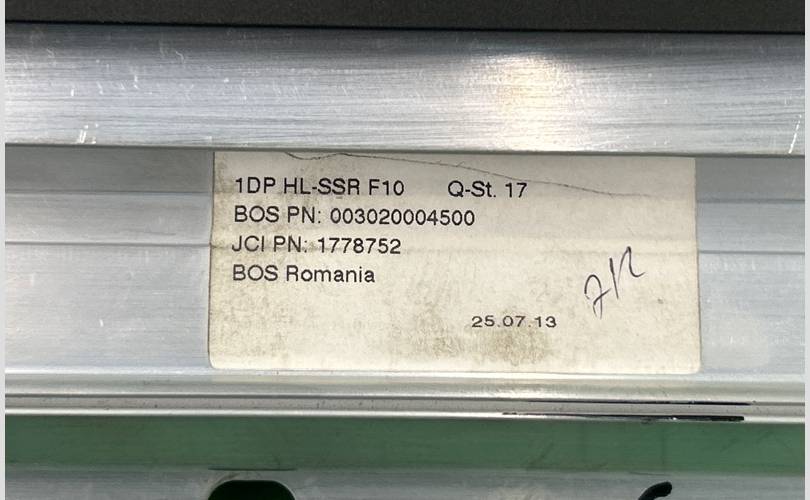 1DP HL-SSR F10 Q-St. 17
BOS PN: 003020004500
JCI PN: 1778752
BOS Romania
25.07.13